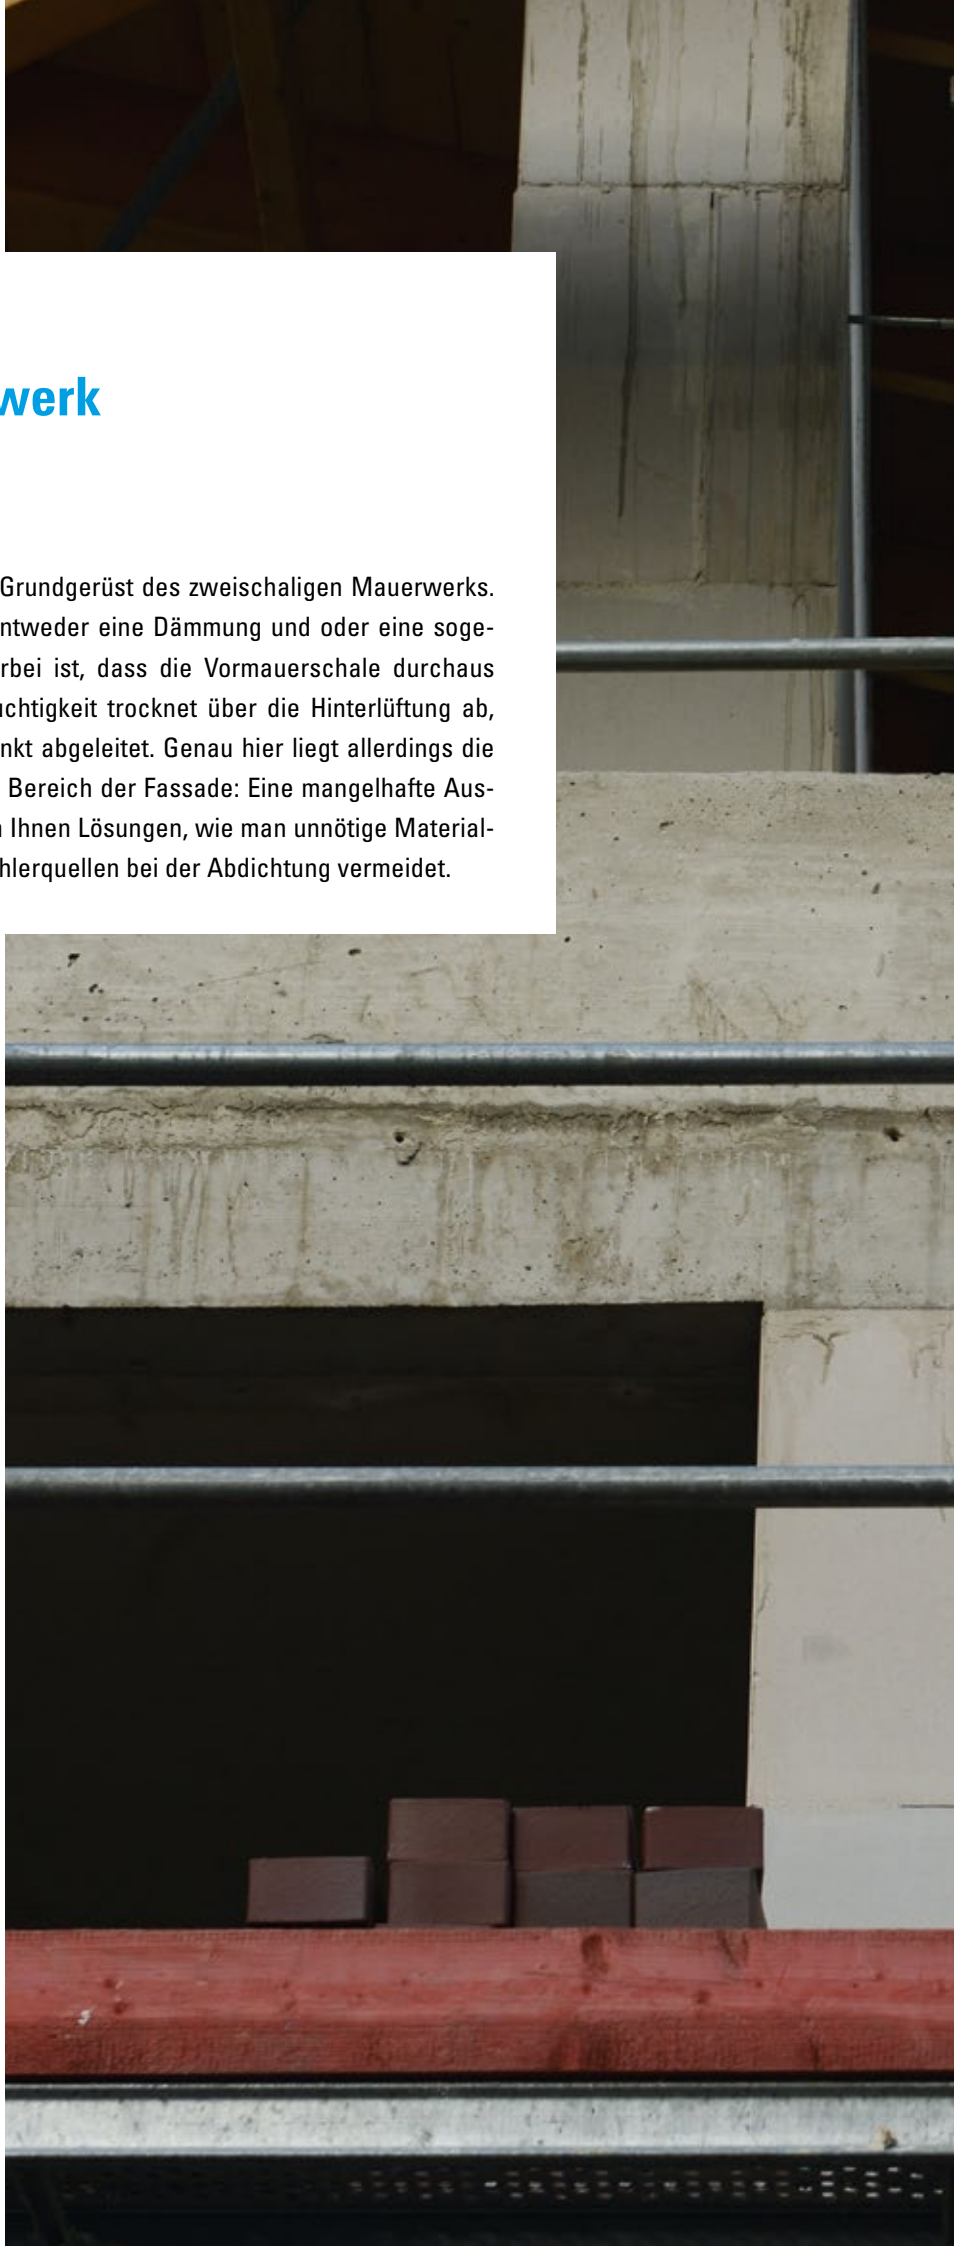 werk
Grundgerüst des zweischaligen Mauerwerks.
ntweder eine Dämmung und oder eine soge-
rbei ist, dass die Vormauerschale durchaus
uchtigkeit trocknet über die Hinterlüftung ab,
nkt abgeleitet. Genau hier liegt allerdings die
Bereich der Fassade: Eine mangelhafte Aus-
n Ihnen Lösungen, wie man unnötige Material-
hlerquellen bei der Abdichtung vermeidet.